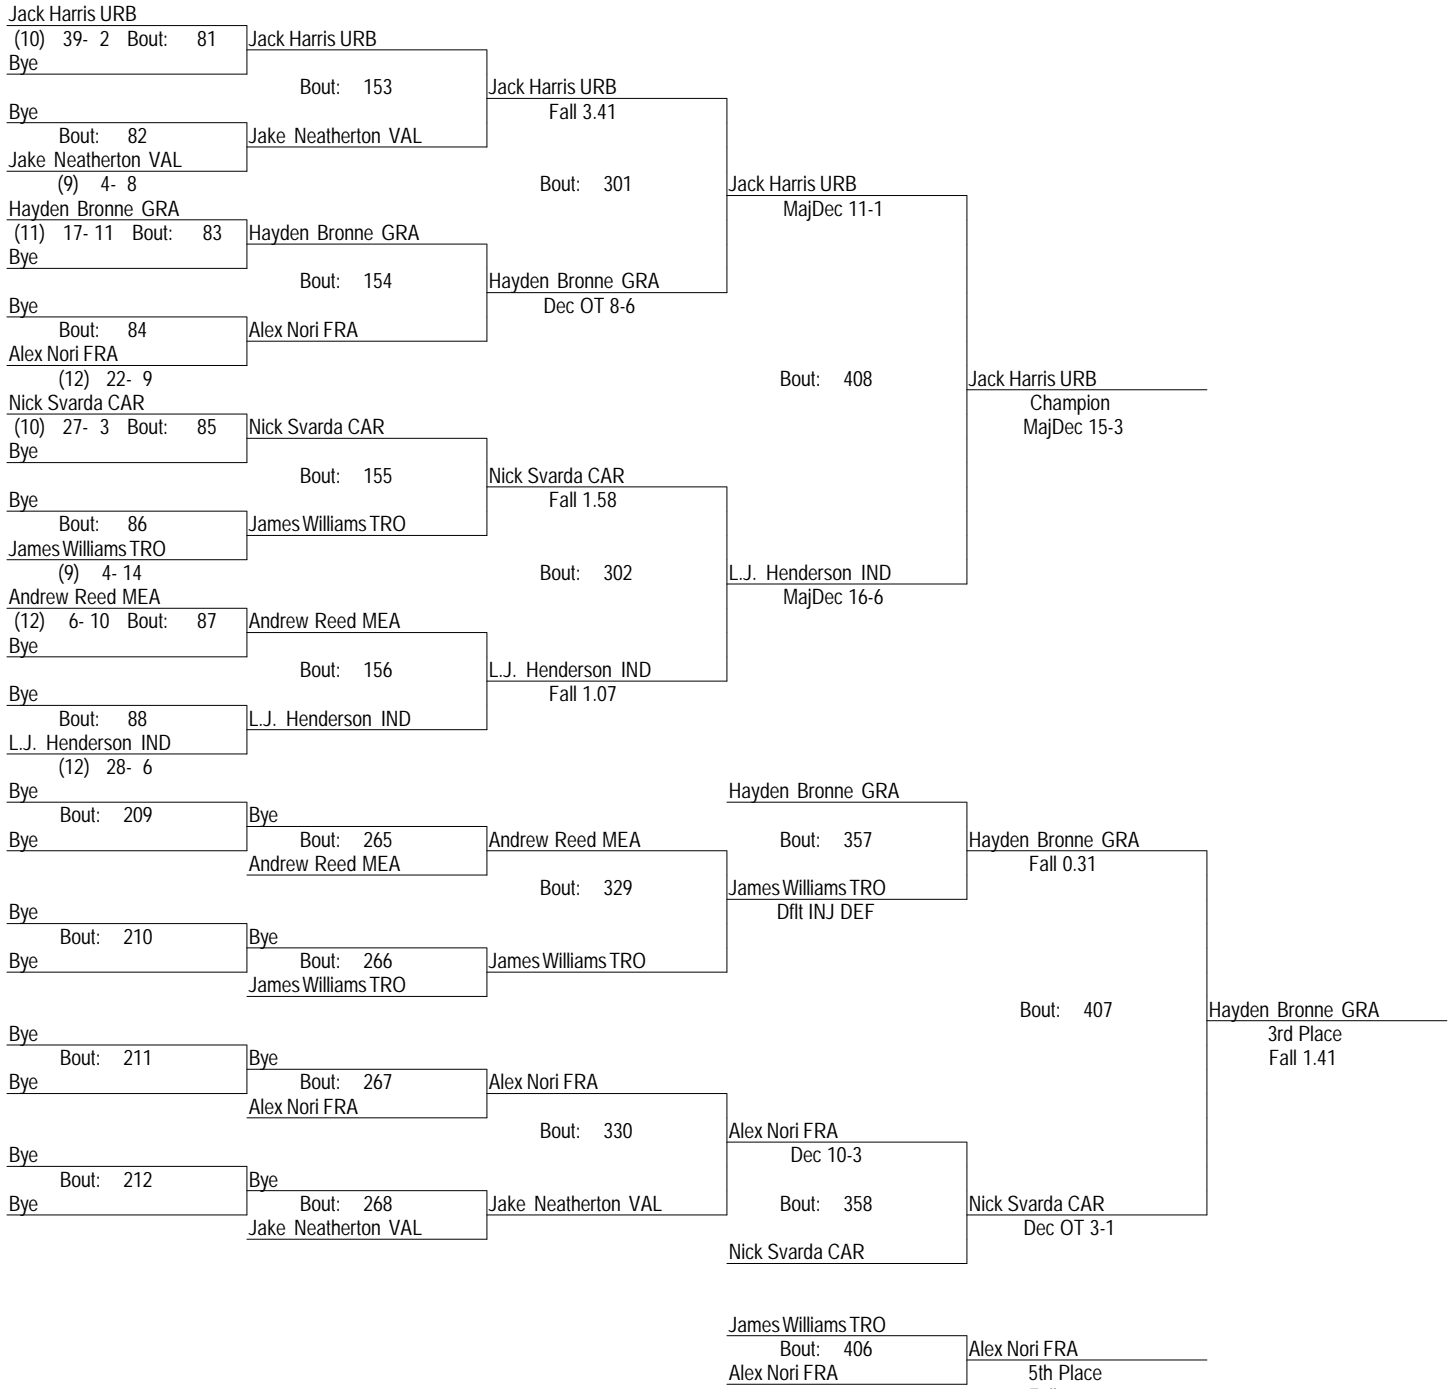 Jack Harris URB
(10) 39- 2 Bout: 81 Jack Harris URB
Bye
Bout: 153 Jack Harris URB
Bye Fall 3.41
Bout: 82 Jake Neatherton VAL
Jake Neatherton VAL
(9) 4- 8 Bout: 301 Jack Harris URB
Hayden Bronne GRA MajDec 11-1
(11) 17- 11 Bout: 83 Hayden Bronne GRA
Bye
Bout: 154 Hayden Bronne GRA
Bye Dec OT 8-6
Bout: 84 Alex Nori FRA
Alex Nori FRA
(12) 22- 9 Bout: 408 Jack Harris URB
Nick Svarda CAR Champion
(10) 27- 3 Bout: 85 Nick Svarda CAR MajDec 15-3
Bye
Bout: 155 Nick Svarda CAR
Bye Fall 1.58
Bout: 86 James Williams TRO
James Williams TRO
(9) 4- 14 Bout: 302 L.J. Henderson IND
Andrew Reed MEA MajDec 16-6
(12) 6- 10 Bout: 87 Andrew Reed MEA
Bye
Bout: 156 L.J. Henderson IND
Bye Fall 1.07
Bout: 88 L.J. Henderson IND
L.J. Henderson IND
(12) 28- 6
Bye Hayden Bronne GRA
Bout: 209 Bye
Bye Bout: 265 Andrew Reed MEA Bout: 357 Hayden Bronne GRA
Andrew Reed MEA Fall 0.31
Bout: 329 James Williams TRO
Bye Dflt INJ DEF
Bout: 210 Bye
Bye Bout: 266 James Williams TRO
James Williams TRO
Bout: 407 Hayden Bronne GRA
Bye 3rd Place
Bout: 211 Bye Fall 1.41
Bye Bout: 267 Alex Nori FRA
Alex Nori FRA
Bout: 330 Alex Nori FRA
Bye Dec 10-3
Bout: 212 Bye
Bye Bout: 268 Jake Neatherton VAL Bout: 358 Nick Svarda CAR
Jake Neatherton VAL Dec OT 3-1
Nick Svarda CAR
James Williams TRO
Bout: 406 Alex Nori FRA
Alex Nori FRA 5th Place